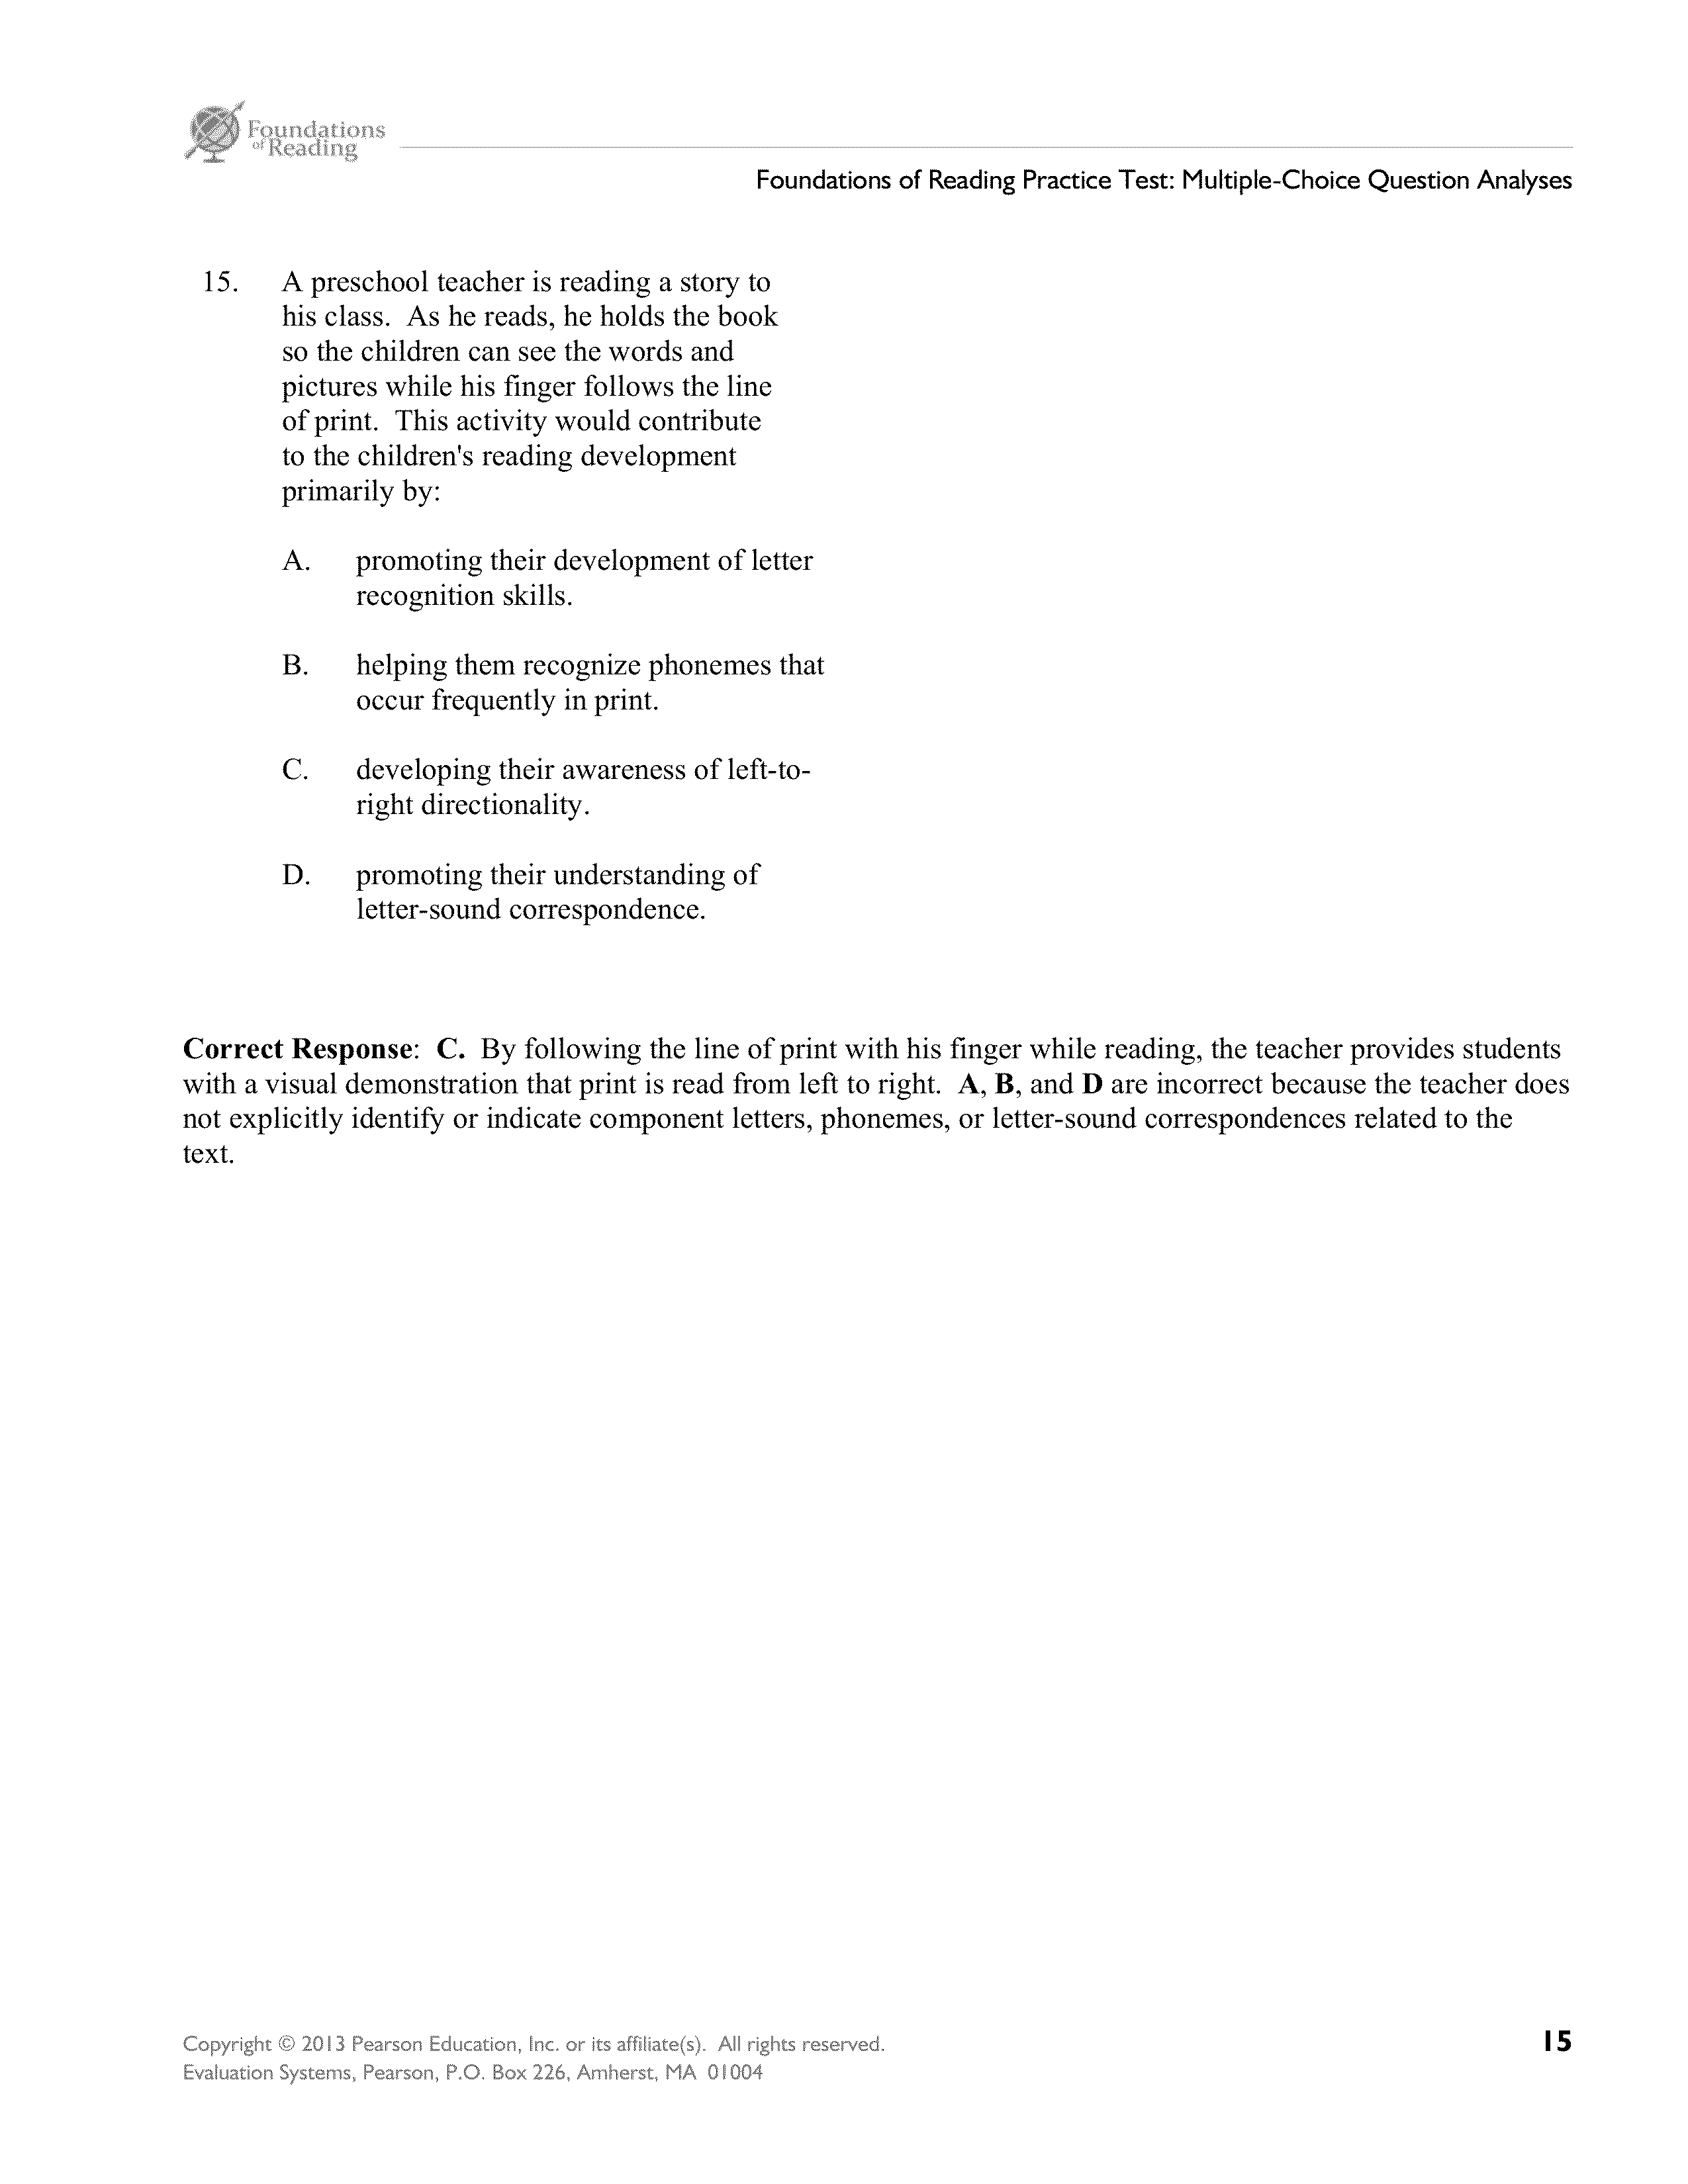 Foundations
of Reading
Foundations of Reading Practice Test: Multiple-Choice Question Analyses
15. A preschool teacher is reading a story to
his class.  As he reads, he holds the book
so the children can see the words and
pictures while his finger follows the line
of print.  This activity would contribute
to the children's reading development
primarily by:
A. promoting their development of letter
recognition skills.
B. helping them recognize phonemes that
occur frequently in print.
C. developing their awareness of left-to-
right directionality.
D. promoting their understanding of
letter-sound correspondence.
Correct Response:  C.  By following the line of print with his finger while reading, the teacher provides students
with a visual demonstration that print is read from left to right.  A, B, and D are incorrect because the teacher does
not explicitly identify or indicate component letters, phonemes, or letter-sound correspondences related to the
text.
Copyright © 2013 Pearson Education, Inc. or its affiliate(s).  All rights reserved.
Evaluation Systems, Pearson, P.O. Box 226, Amherst, MA  01004
15